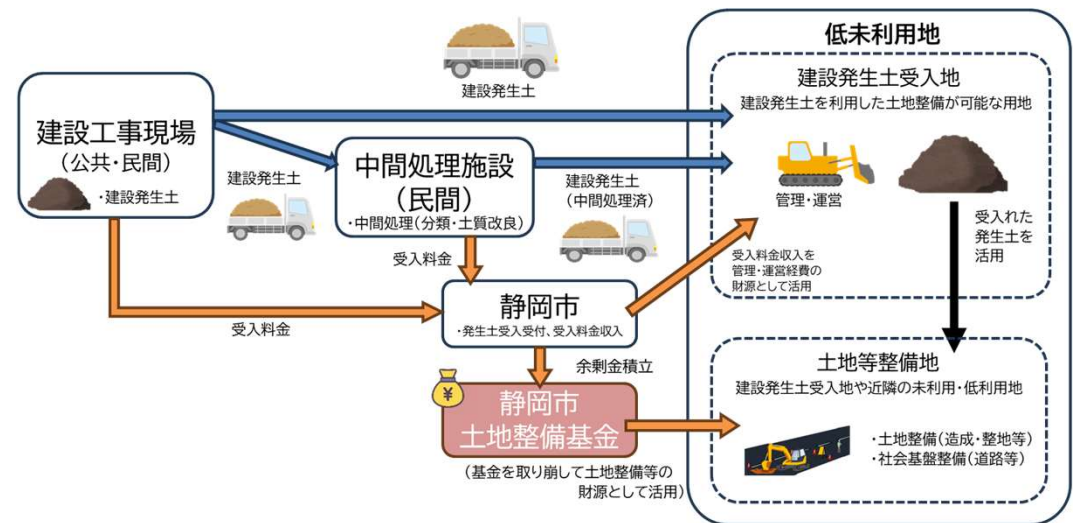 低未利用地
建設発生土受入地
建設発生土を利用した土地整備が可能な用地
管理・運営
受入れた
発生土を
活用
建設発生土
建設工事現場
（公共・民間）
・建設発生土
建設発生土
中間処理施設
（民間）
・中間処理（分類・土質改良）
建設発生土
（中間処理済）
受入料金
受入料金収入を
管理・運営経費の
財源として活用
静岡市
・発生土受入受付、受入料金収入
受入料金
余剰金積立
¥
静岡市
土地整備基金
（基金を取り崩して土地整備等の
財源として活用）
土地等整備地
建設発生土受入地や近隣の未利用・低利用地
・土地整備（造成・整地等）
・社会基盤整備（道路等）